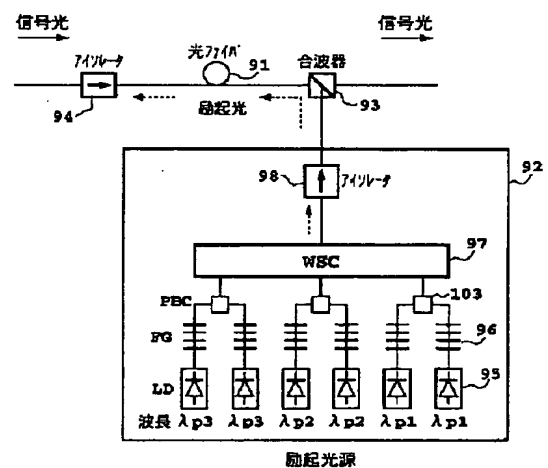 信号光
信号光
光ファイバ
91
合波器
アイソレータ
94
励起光
93
98
アイソレータ
92
97
WSC
PBC
103
FG
96
LD
95
波長 λp3 λp3 λp2 λp2 λp1 λp1
励起光源